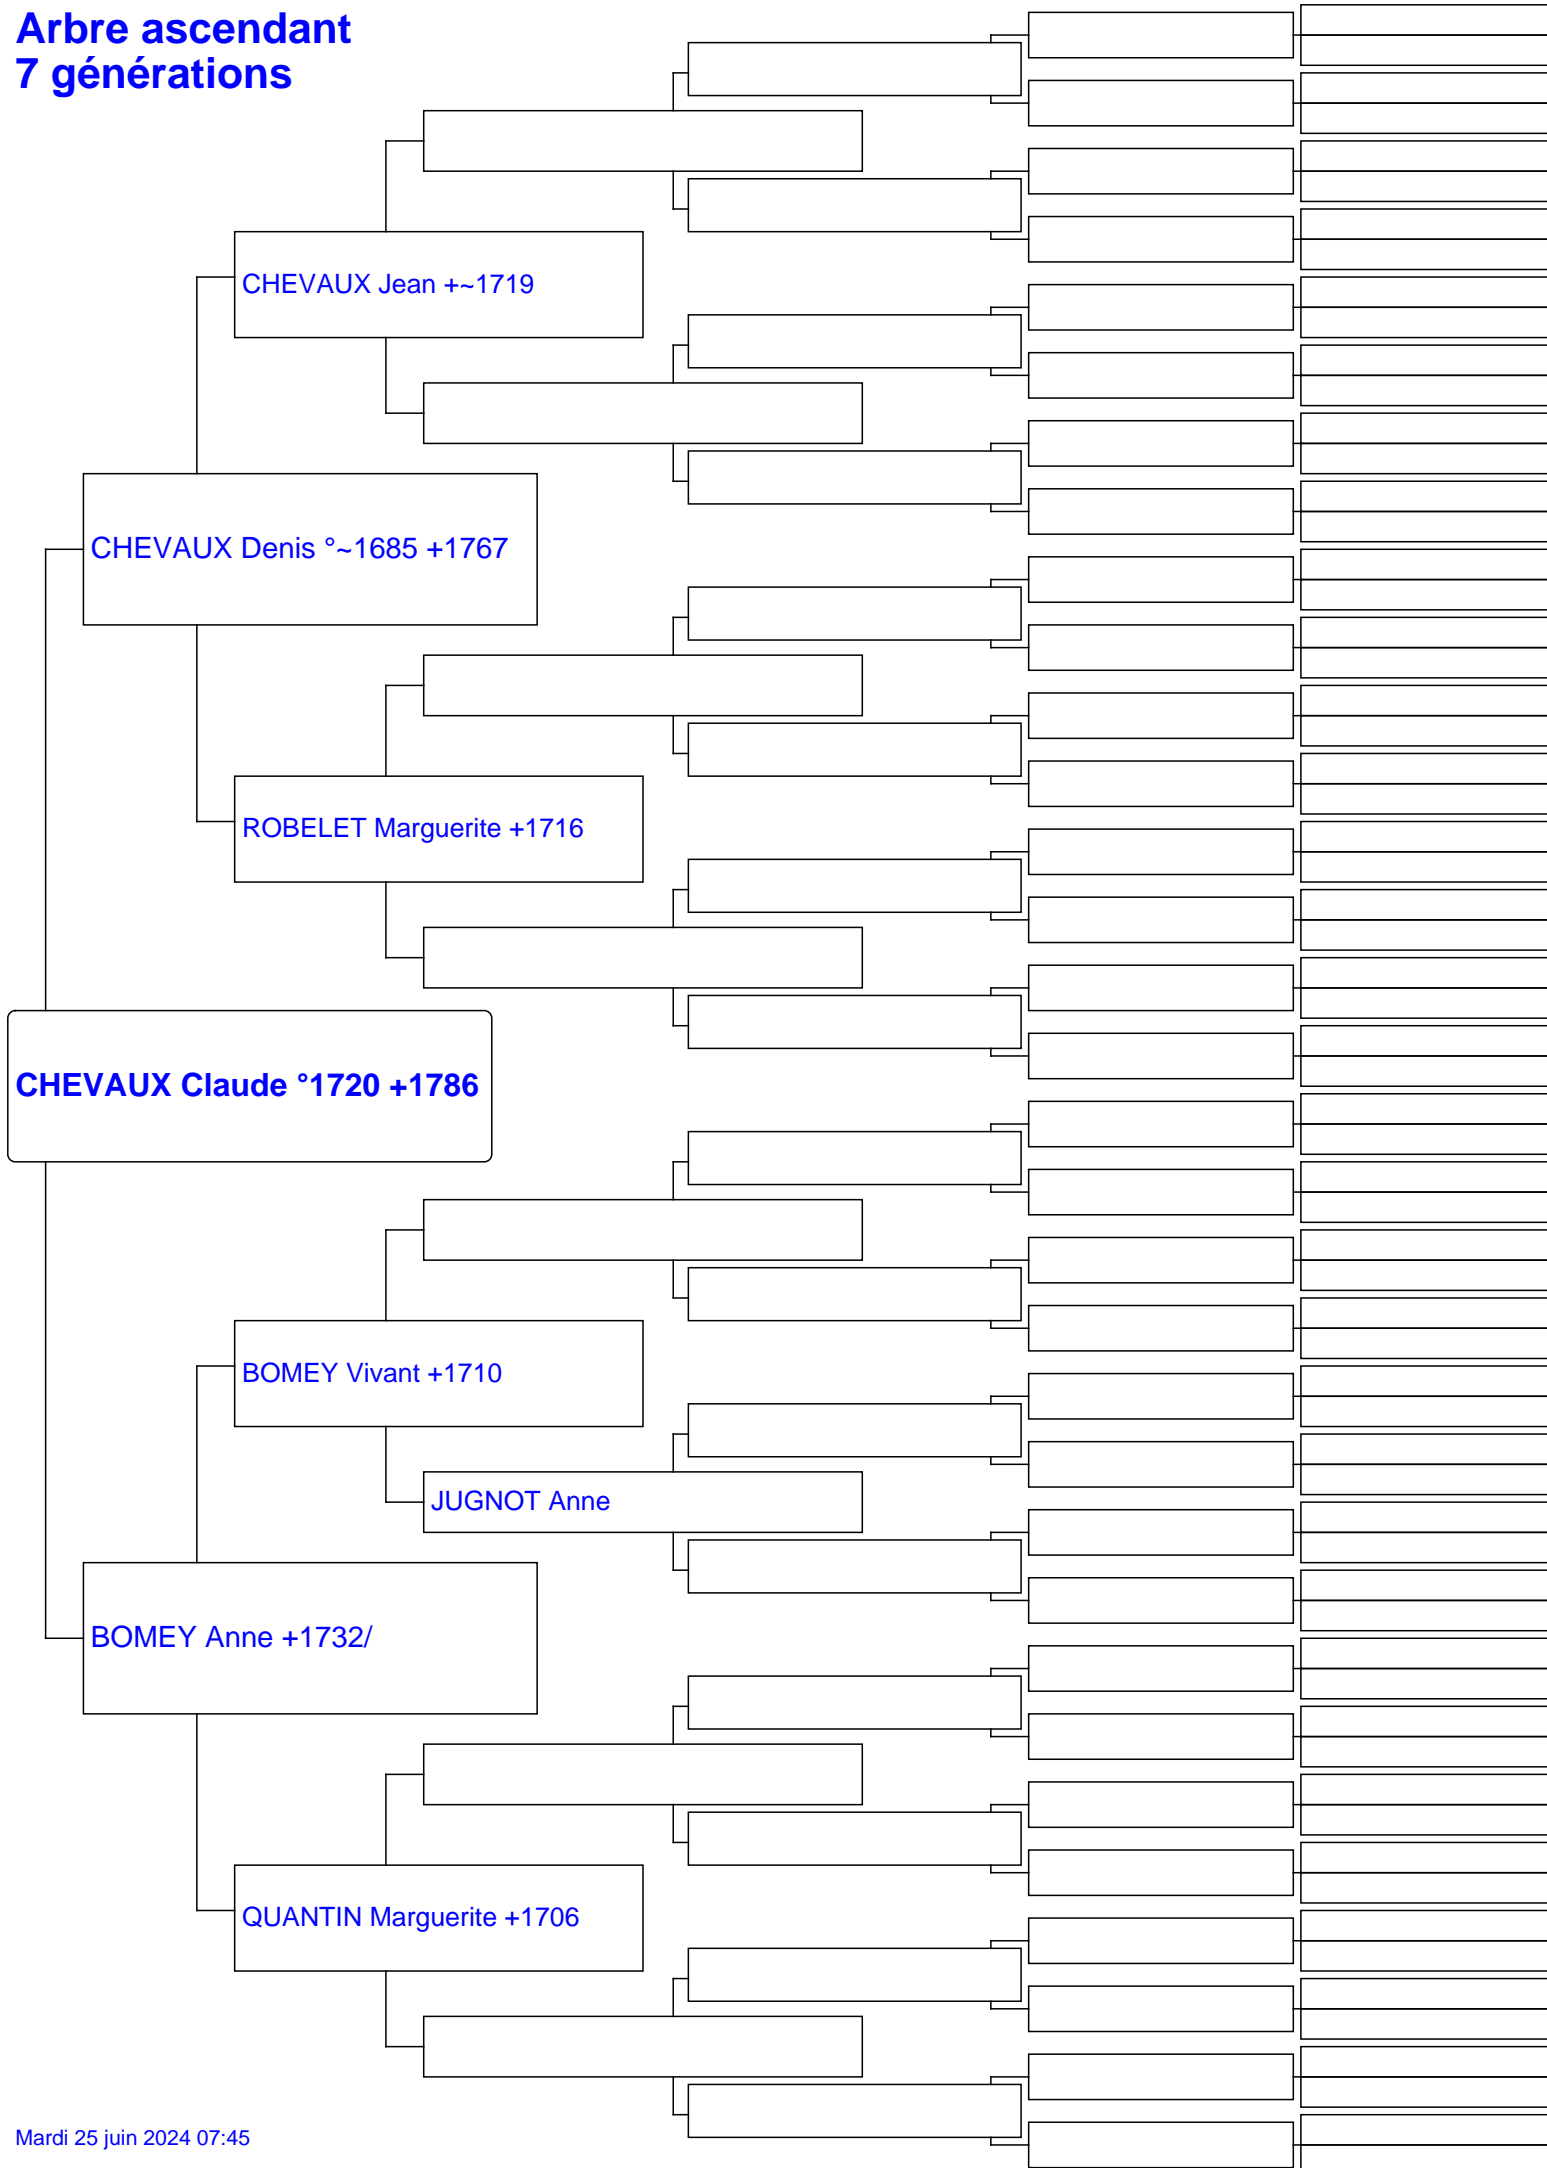 Arbre ascendant
7 générations
CHEVAUX Jean +~1719
CHEVAUX Denis °~1685 +1767
ROBELET Marguerite +1716
CHEVAUX Claude °1720 +1786
BOMEY Vivant +1710
JUGNOT Anne
BOMEY Anne +1732/
QUANTIN Marguerite +1706
Mardi 25 juin 2024 07:45